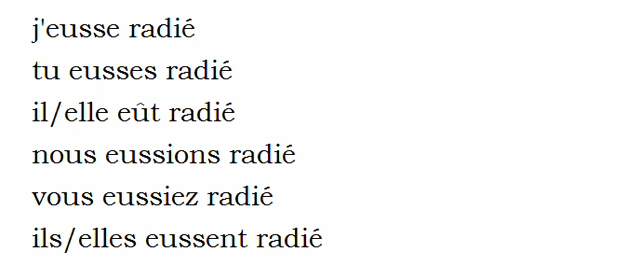 j'eusse radié
tu eusses radié
il/elle eût radié
nous eussions radié
vous eussiez radié
ils/elles eussent radié